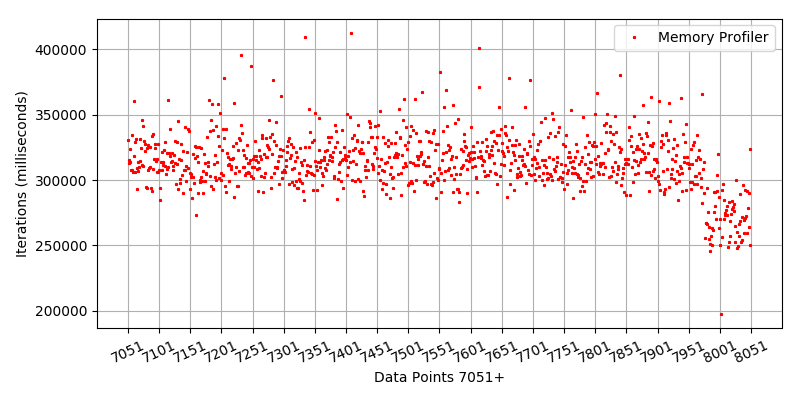 Memory Profiler
Iterations (milliseconds)
400000
350000
300000
250000
200000
7051 7101 7151 7201 7251 7301 7351 7401 7451 7501 7551 7601 7651 7701 7751 7801 7851 7901 7951 8001 8051
Data Points 7051+